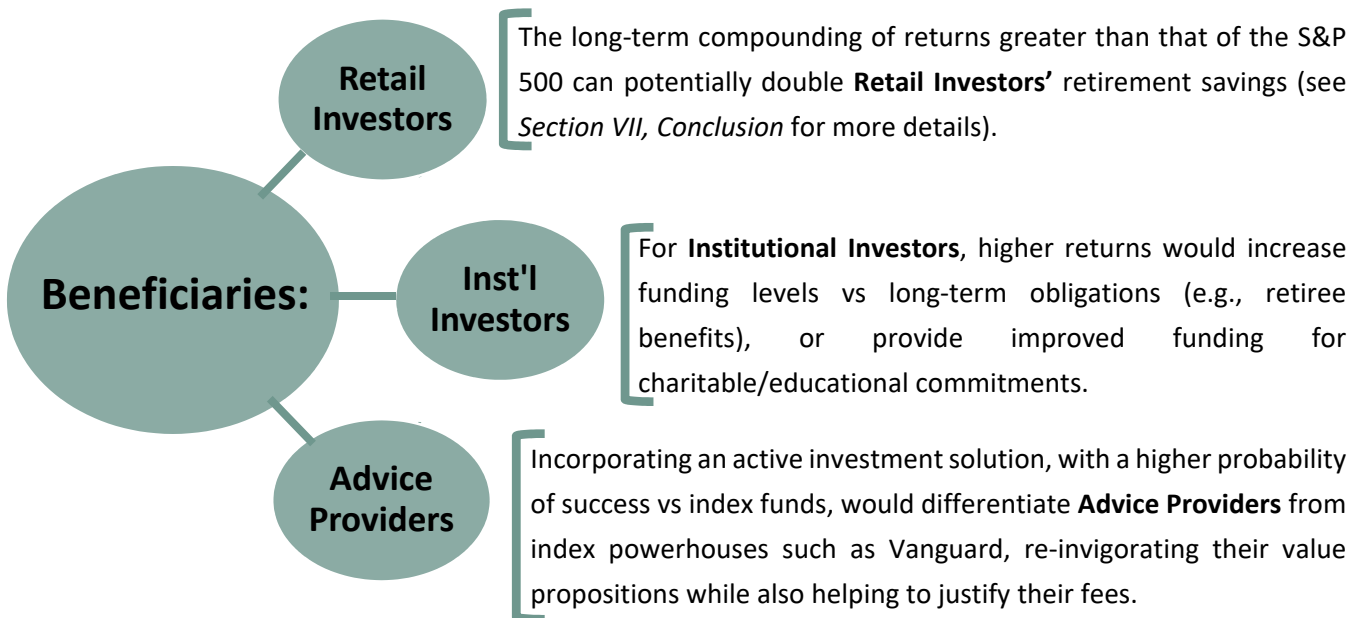 Beneficiaries:
Retail
Investors
The long-term compounding of returns greater than that of the S&P
500 can potentially double Retail Investors’ retirement savings (see
Section VII, Conclusion for more details).
Inst'l
Investors
For Institutional Investors, higher returns would increase
funding levels vs long-term obligations (e.g., retiree
benefits), or provide improved funding for
charitable/educational commitments.
Advice
Providers
Incorporating an active investment solution, with a higher probability
of success vs index funds, would differentiate Advice Providers from
index powerhouses such as Vanguard, re-invigorating their value
propositions while also helping to justify their fees.